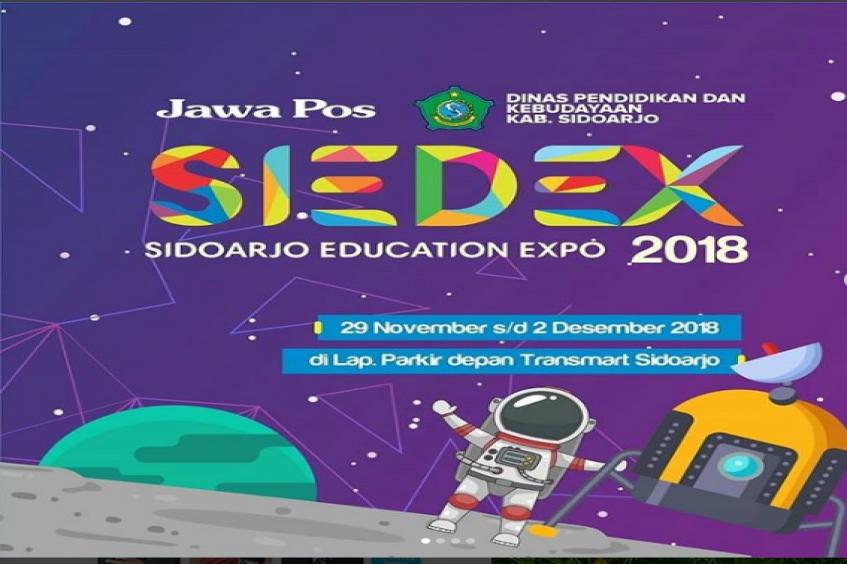 Jawa Pos
DINAS PENDIDIKAN DAN
KEBUDAYAAN
KAB. SIDOARJO
SIEDEX
SIDOARJO EDUCATION EXPO 2018
29 November s/d 2 Desember 2018
di Lap. Parkir depan Transmart Sidoarjo